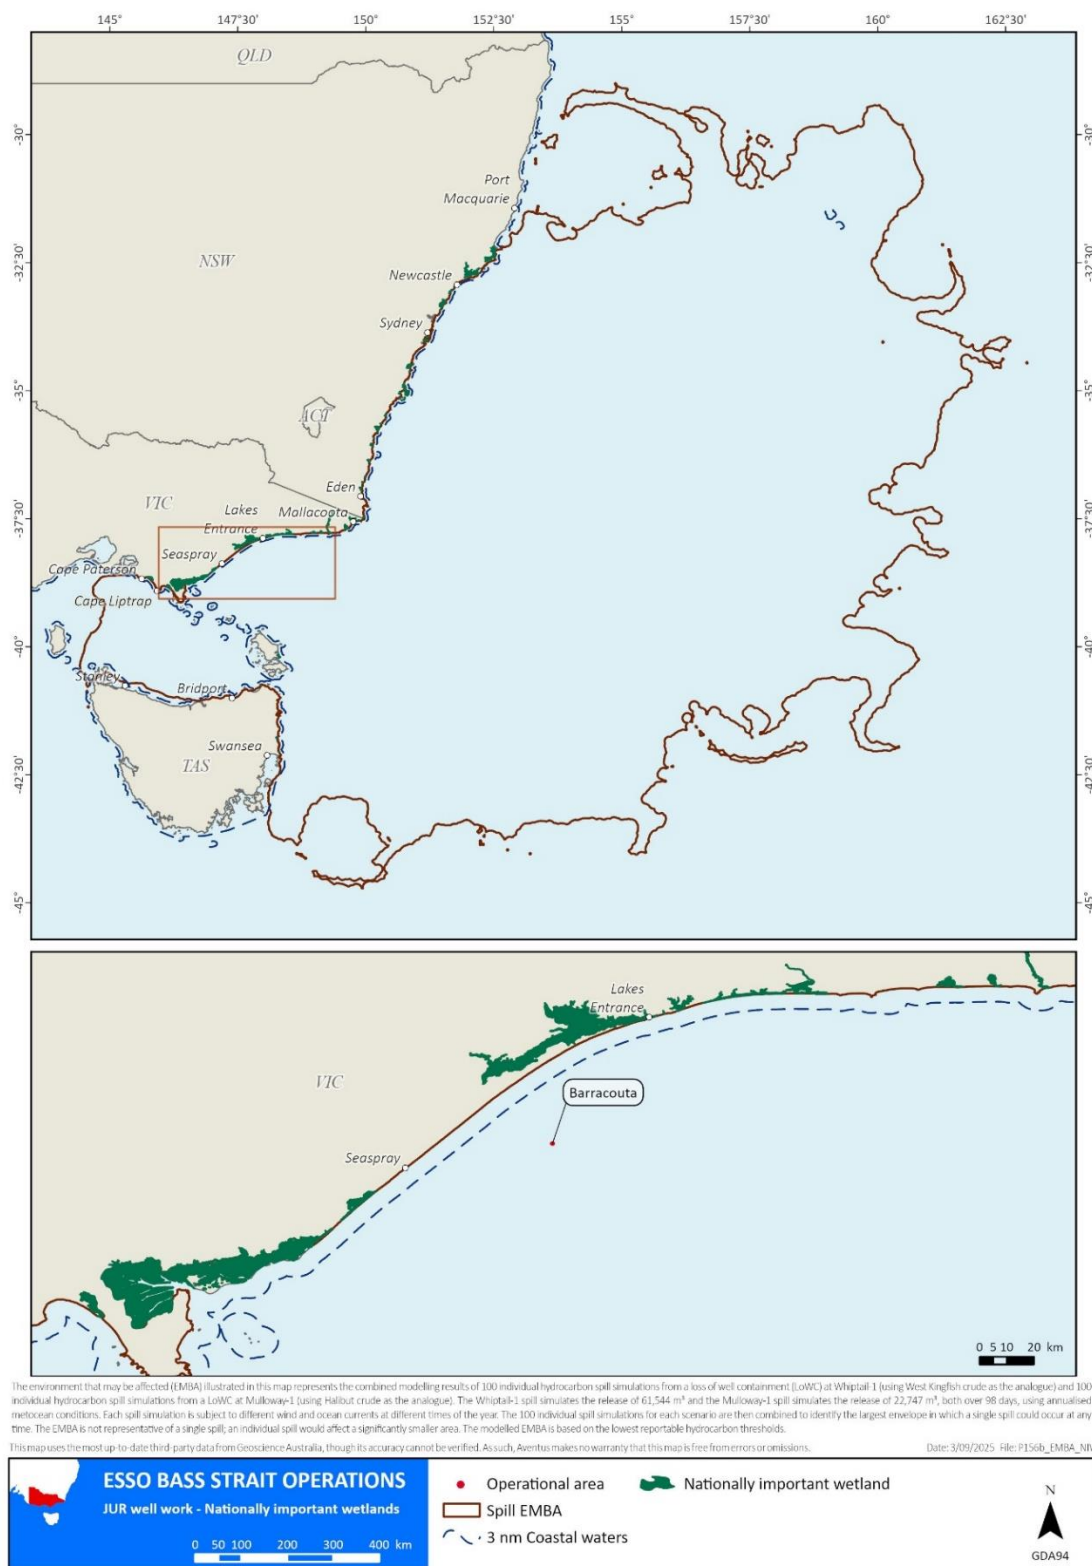 145° 147°30' 150° 152°30' 155° 157°30' 160° 162°30'
QLD
-30° -30°
Port
Macquarie
-32°30' -32°30'
NSW
Newcastle
Sydney
-35° -35°
ACT
Eden
VIC
Lakes
Entrance
Mallacoota
-37°30' -37°30'
Seaspray
Cape Paterson
Cape Liptrap
-40° -40°
Stanley
Bridport
Swansea
TAS
-42°30' -42°30'
-45° -45°
Lakes
Entrance
VIC
Barracouta
Seaspray
0 5 10 20 km
The environment that may be affected (EMBA) illustrated in this map represents the combined modelling results of 100 individual hydrocarbon spill simulations from a loss of well containment (LoWC) at Whiptail-1 (using West Kingfish crude as the analogue) and 100
individual hydrocarbon spill simulations from a LoWC at Mulloway-1 (using Halibut crude as the analogue). The Whiptail-1 spill simulates the release of 61,544 m³ and the Mulloway-1 spill simulates the release of 22,747 m³, both over 98 days, using annualised
metocean conditions. Each spill simulation is subject to different wind and ocean currents at different times of the year. The 100 individual spill simulations for each scenario are then combined to identify the largest envelope in which a single spill could occur at any
time. The EMBA is not representative of a single spill; an individual spill would affect a significantly smaller area. The modelled EMBA is based on the lowest reportable hydrocarbon thresholds.
This map uses the most up-to-date third-party data from Geoscience Australia, though its accuracy cannot be verified. As such, Aventus makes no warranty that this map is free from errors or omissions.
Date: 3/09/2025 File: P156b_EMBA_NIW
ESSO BASS STRAIT OPERATIONS
JUR well work - Nationally important wetlands
0 50 100 200 300 400 km
Operational area
Nationally important wetland
Spill EMBA
3 nm Coastal waters
N
GDA94